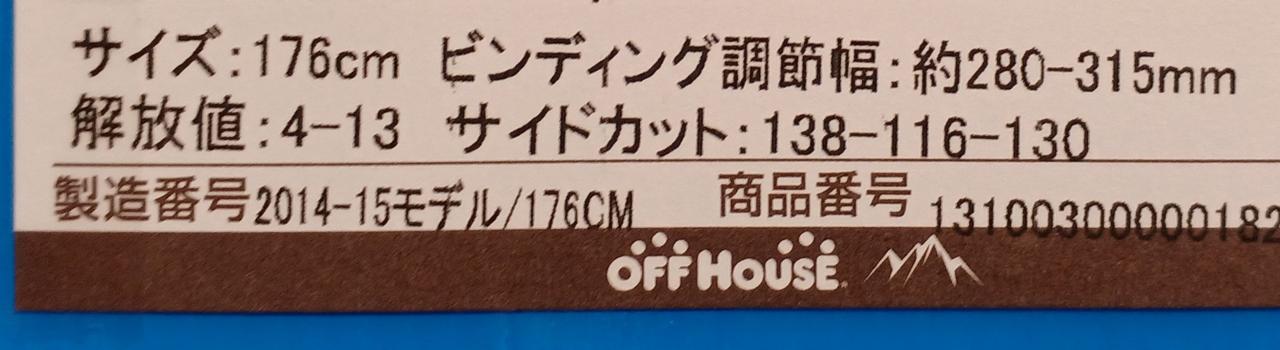 サイズ:176cm ビンディング調節幅:約280-315mm
解放値:4-13 サイドカット:138-116-130
製造番号2014-15モデル/176CM 商品番号 131003000000182
OFF HOUSE